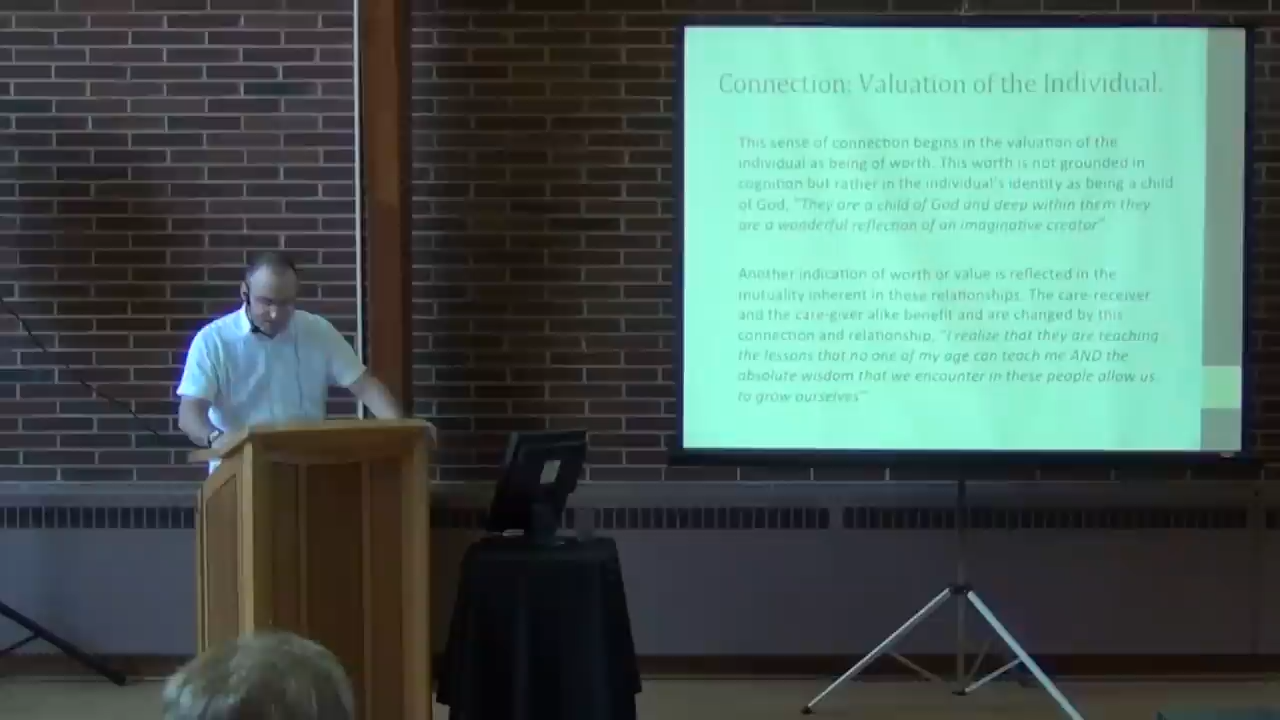 Connection: Valuation of the Individual.
This sense of connection begins in the valuation of the
individual as being of worth. This worth is not grounded in
cognition but rather in the individual's identity as being a child
of God, "They are a child of God and deep within them they
are a wonderful reflection of an imaginative creator"
Another indication of worth or value is reflected in the
mutuality inherent in these relationships. The care-receiver
and the care-giver alike benefit and are changed by this
connection and relationship, "I realize that they are teaching
the lessons that no one of my age can teach me AND the
absolute wisdom that we encounter in these people allow us
to grow ourselves"